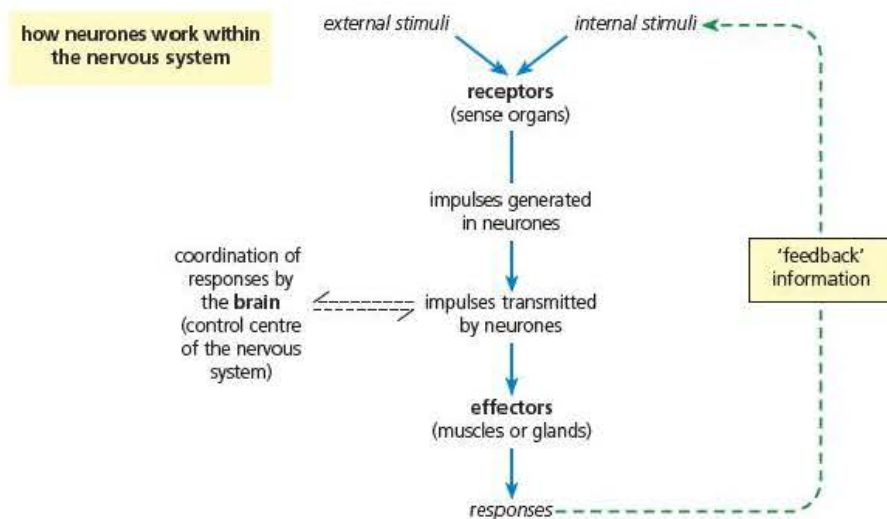 how neurones work within
the nervous system
external stimuli
internal stimuli
receptors
(sense organs)
impulses generated
in neurones
coordination of
responses by
the brain
(control centre
of the nervous
system)
impulses transmitted
by neurones
'feedback'
information
effectors
(muscles or glands)
responses